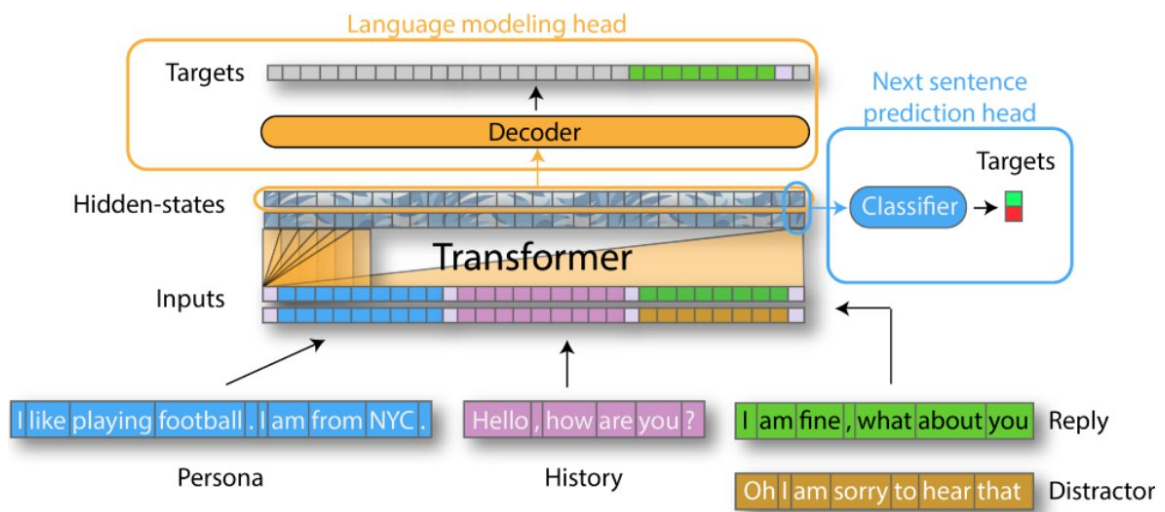 Language modeling head
Targets
Next sentence
prediction head
Decoder
Targets
Hidden-states
Classifier
Transformer
Inputs
I like playing football . I am from NYC .
Hello , how are you ?
I am fine , what about you
Reply
Persona
History
Oh I am sorry to hear that
Distractor